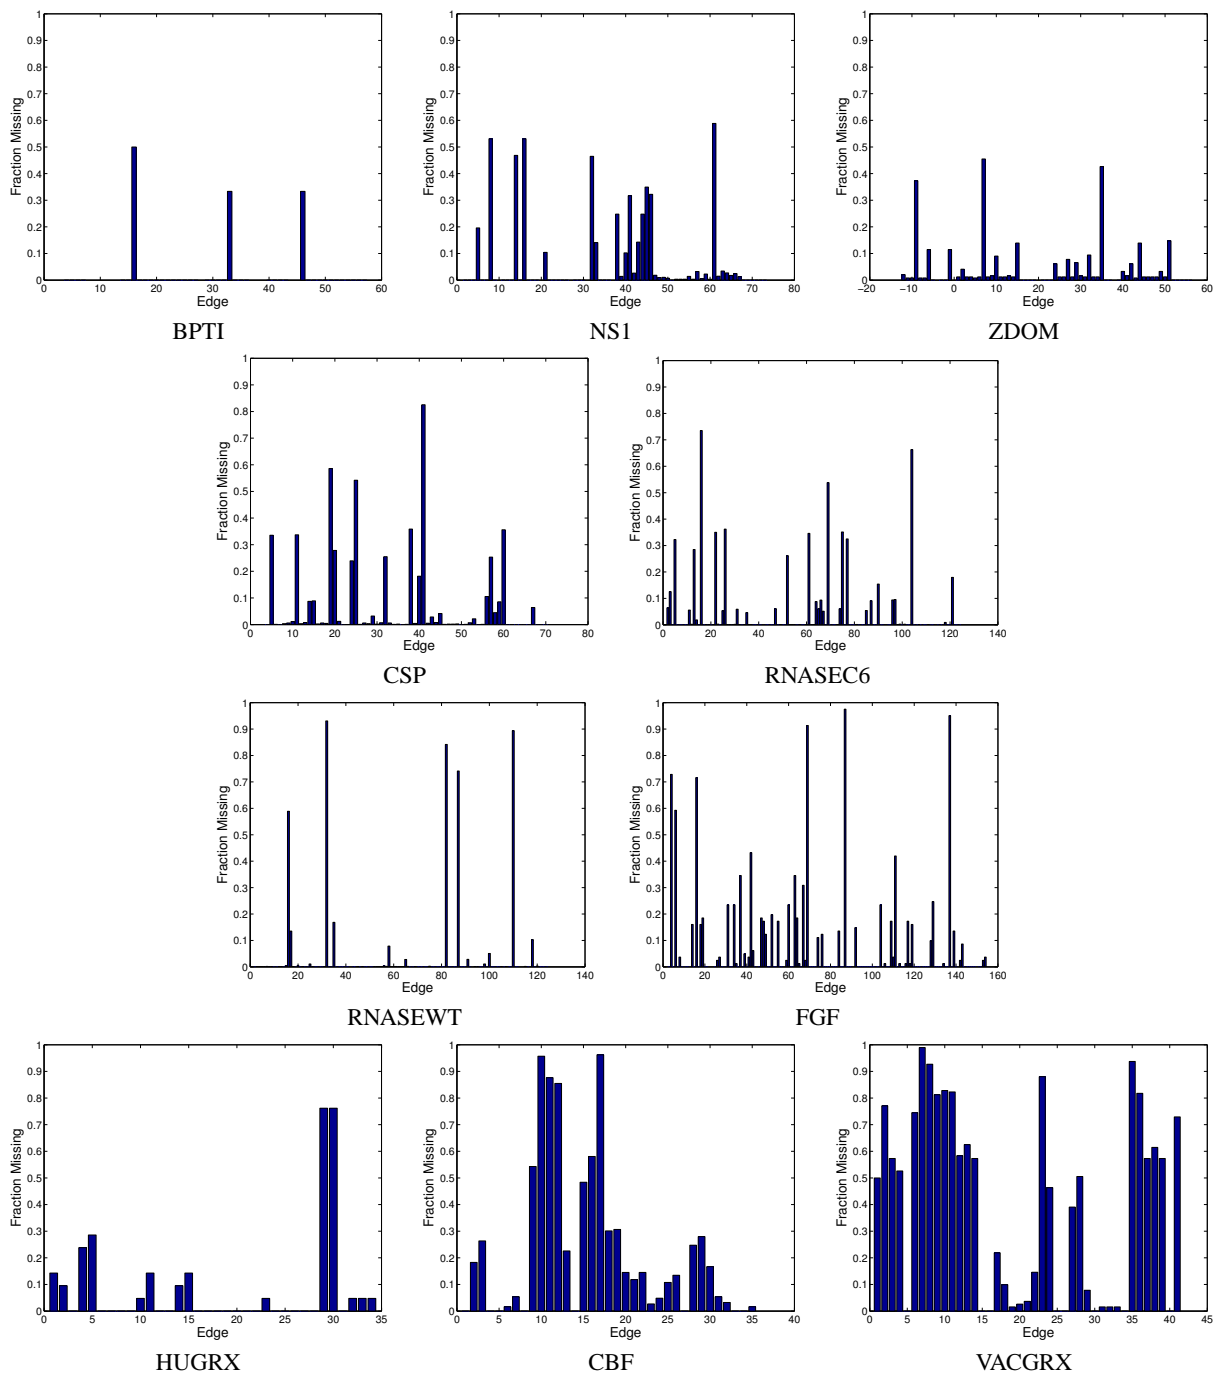 1 1 1
0.9 0.9 0.9
0.8 0.8 0.8
0.7 0.7 0.7
0.6 0.6 0.6
Fraction Missing Fraction Missing Fraction Missing
0.5 0.5 0.5
0.4 0.4 0.4
0.3 0.3 0.3
0.2 0.2 0.2
0.1 0.1 0.1
0 0 0
0 10 20 30 40 50 60 0 10 20 30 40 50 60 70 80 −20 −10 0 10 20 30 40 50 60
Edge Edge Edge
BPTI NS1 ZDOM
1 1
0.9 0.9
0.8 0.8
0.7 0.7
0.6 0.6
Fraction Missing Fraction Missing
0.5 0.5
0.4 0.4
0.3 0.3
0.2 0.2
0.1 0.1
0 0
0 10 20 30 40 50 60 70 80 0 20 40 60 80 100 120 140
Edge Edge
CSP RNASEC6
1 1
0.9 0.9
0.8 0.8
0.7 0.7
0.6 0.6
Fraction Missing Fraction Missing
0.5 0.5
0.4 0.4
0.3 0.3
0.2 0.2
0.1 0.1
0 0
0 20 40 60 80 100 120 140 0 20 40 60 80 100 120 140 160
Edge Edge
RNASEWT FGF
1 1 1
0.9 0.9 0.9
0.8 0.8 0.8
0.7 0.7 0.7
0.6 0.6 0.6
Fraction Missing Fraction Missing Fraction Missing
0.5 0.5 0.5
0.4 0.4 0.4
0.3 0.3 0.3
0.2 0.2 0.2
0.1 0.1 0.1
0 0 0
0 5 10 15 20 25 30 35 0 5 10 15 20 25 30 35 40 0 5 10 15 20 25 30 35 40 45
Edge Edge Edge
HUGRX CBF VACGRX